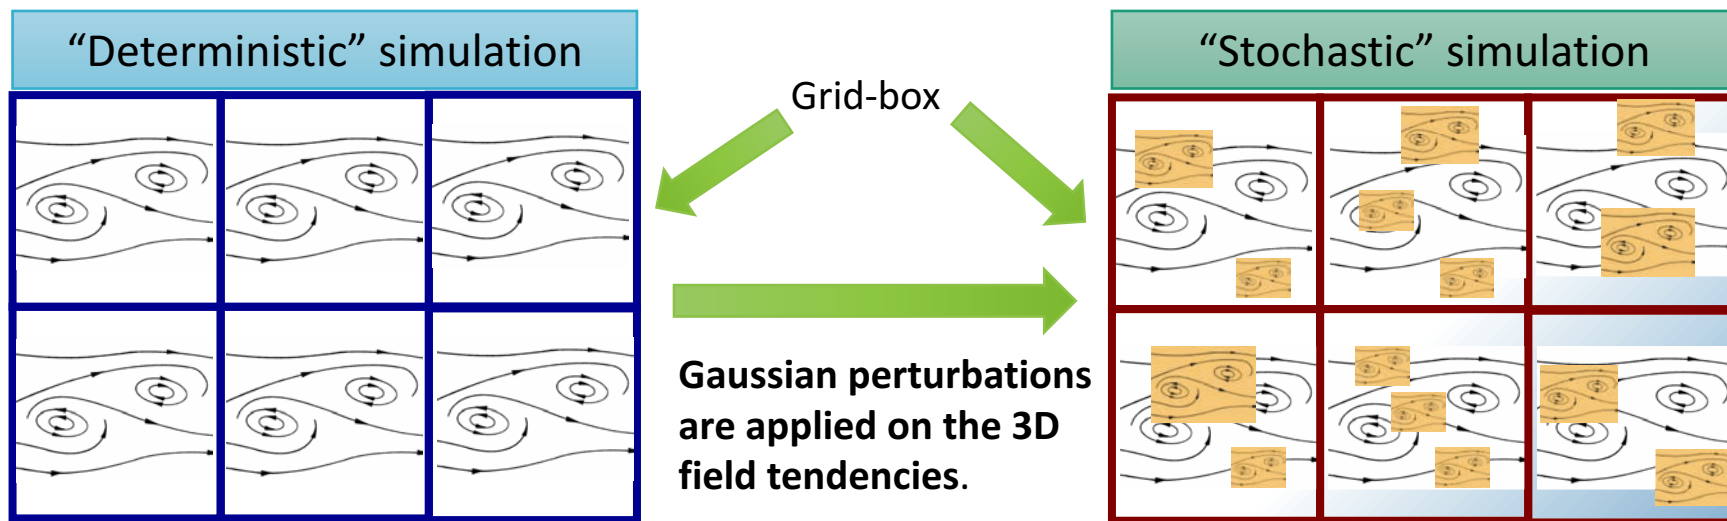 “Deterministic” simulation
“Stochastic” simulation
Grid-box
Gaussian perturbations
are applied on the 3D
field tendencies.